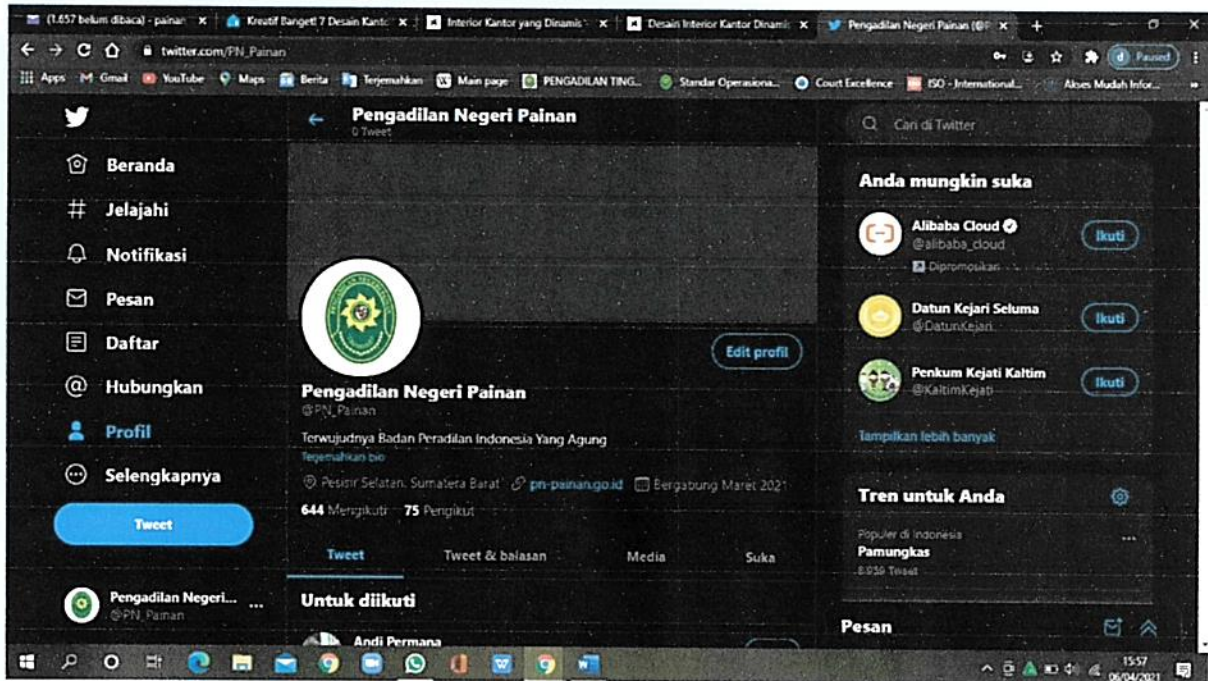 (1.657 belum dibaca) - painan
Kreatif Banget! 7 Desain Kanto
Interior Kantor yang Dinamis
Desain Interior Kantor Dinamis
Pengadilan Negeri Painan (@P
twitter.com/PN_Painan
Paused
Apps
Gmail
YouTube
Maps
Berita
Terjemahkan
Main page
PENGADILAN TING...
Standar Operasiona...
Court Excellence
ISO - International...
Akses Mudah Infor...
Pengadilan Negeri Painan
0 Tweet
Beranda
Jelajahi
Notifikasi
Pesan
Daftar
Hubungkan
Profil
Selengkapnya
Tweet
Pengadilan Negeri...
@PN_Painan
Edit profil
Pengadilan Negeri Painan
@PN_Painan
Terwujudnya Badan Peradilan Indonesia Yang Agung
Terjemahkan bio
Pesisir Selatan, Sumatera Barat pn-painan.go.id Bergabung Maret 2021
644 Mengikuti 75 Pengikut
Tweet Tweet & balasan Media Suka
Untuk diikuti
Andi Permana
Cari di Twitter
Anda mungkin suka
Alibaba Cloud
@alibaba_cloud
Dipromosikan
Ikuti
Datun Kejari Seluma
@DatunKejari
Ikuti
Penkum Kejati Kaltim
@KaltimKejati
Ikuti
Tampilkan lebih banyak
Tren untuk Anda
Populer di Indonesia
Pamungkas
8.959 Tweet
Pesan
15:57
06/04/2021